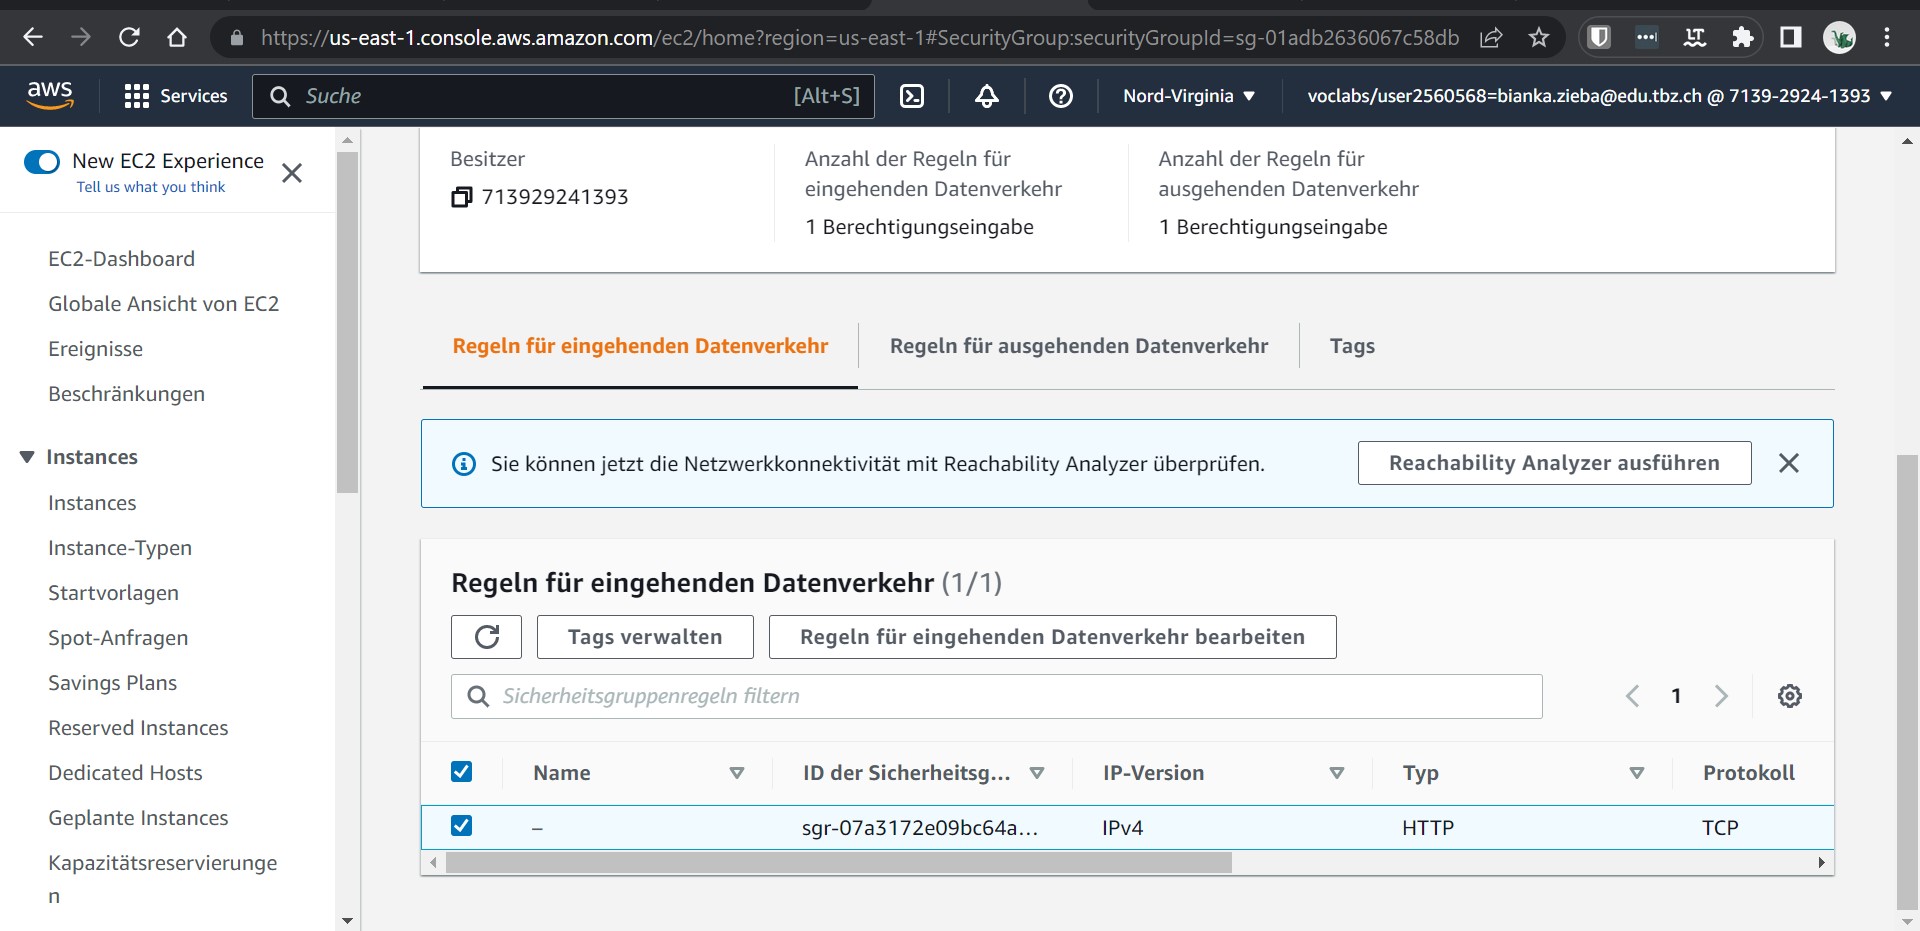 https://us-east-1.console.aws.amazon.com/ec2/home?region=us-east-1#SecurityGroup:securityGroupId=sg-01adb2636067c58db
aws
Services
Suche
[Alt+S]
Nord-Virginia
voclabs/user2560568=bianka.zieba@edu.tbz.ch @ 7139-2924-1393
New EC2 Experience
Tell us what you think
EC2-Dashboard
Globale Ansicht von EC2
Ereignisse
Beschränkungen
Instances
Instances
Instance-Typen
Startvorlagen
Spot-Anfragen
Savings Plans
Reserved Instances
Dedicated Hosts
Geplante Instances
Kapazitätsreservierunge
n
Besitzer
713929241393
Anzahl der Regeln für
eingehenden Datenverkehr
1 Berechtigungseingabe
Anzahl der Regeln für
ausgehenden Datenverkehr
1 Berechtigungseingabe
Regeln für eingehenden Datenverkehr
Regeln für ausgehenden Datenverkehr
Tags
Sie können jetzt die Netzwerkkonnektivität mit Reachability Analyzer überprüfen.
Reachability Analyzer ausführen
Regeln für eingehenden Datenverkehr (1/1)
Tags verwalten
Regeln für eingehenden Datenverkehr bearbeiten
Sicherheitsgruppenregeln filtern
1
Name
ID der Sicherheitsg...
IP-Version
Typ
Protokoll
–
sgr-07a3172e09bc64a...
IPv4
HTTP
TCP